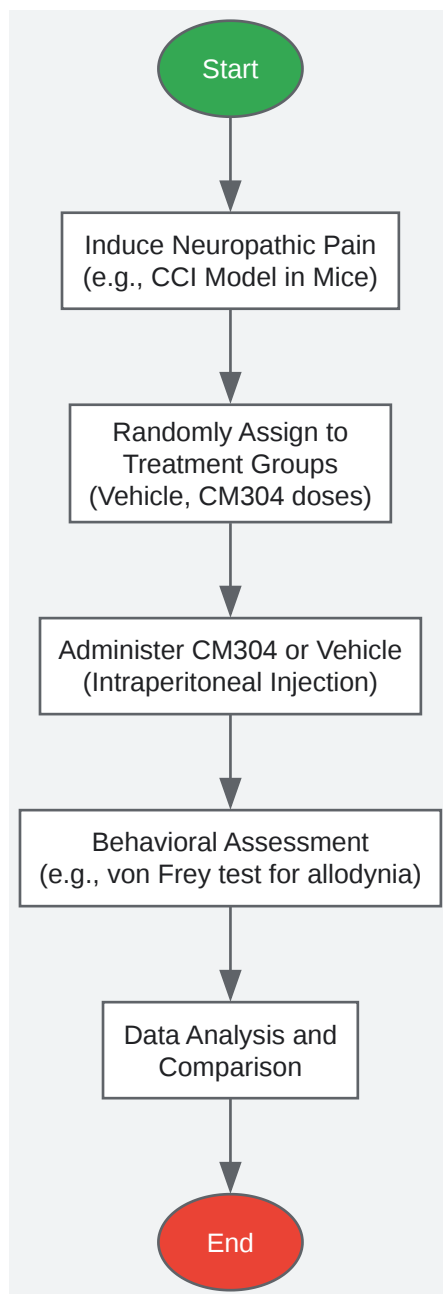 Start
Induce Neuropathic Pain
(e.g., CCI Model in Mice)
Randomly Assign to
Treatment Groups
(Vehicle, CM304 doses)
Administer CM304 or Vehicle
(Intraperitoneal Injection)
Behavioral Assessment
(e.g., von Frey test for allodynia)
Data Analysis and
Comparison
End